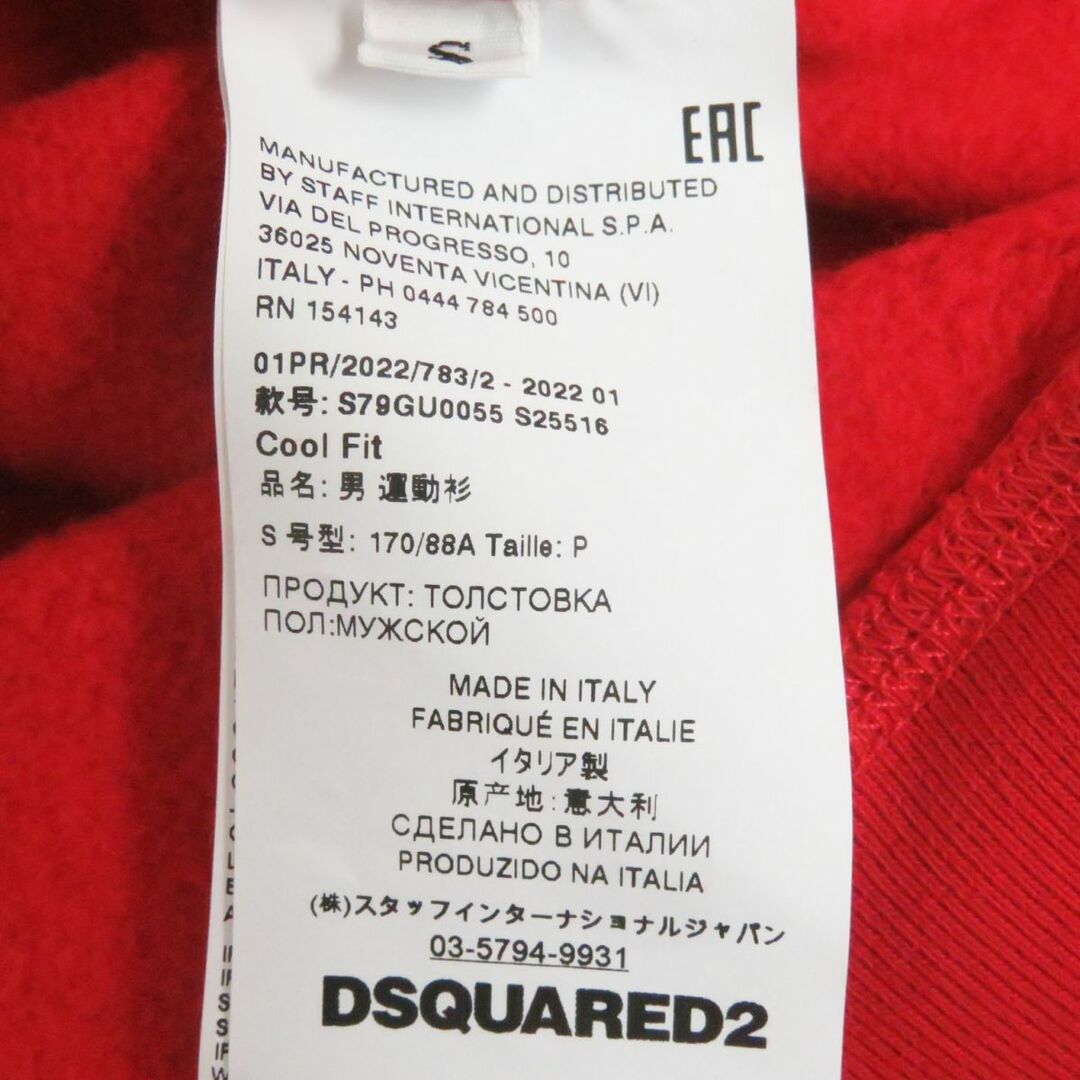 S
EAC
MANUFACTURED AND DISTRIBUTED
BY STAFF INTERNATIONAL S.P.A.
VIA DEL PROGRESSO, 10
36025 NOVENTA VICENTINA (VI)
ITALY - PH 0444 784 500
RN 154143
01PR/2022/783/2 - 2022 01
款号: S79GU0055 S25516
Cool Fit
品名: 男 運動衫
S 号型: 170/88A Taille: P
ПРОДУКТ: ТОЛСТОВКА
ПОЛ:МУЖСКОЙ
MADE IN ITALY
FABRIQUÉ EN ITALIE
イタリア製
原产地: 意大利
СДЕЛАНО В ИТАЛИИ
PRODUZIDO NA ITALIA
(株)スタッフインターナショナルジャパン
03-5794-9931
DSQUARED2